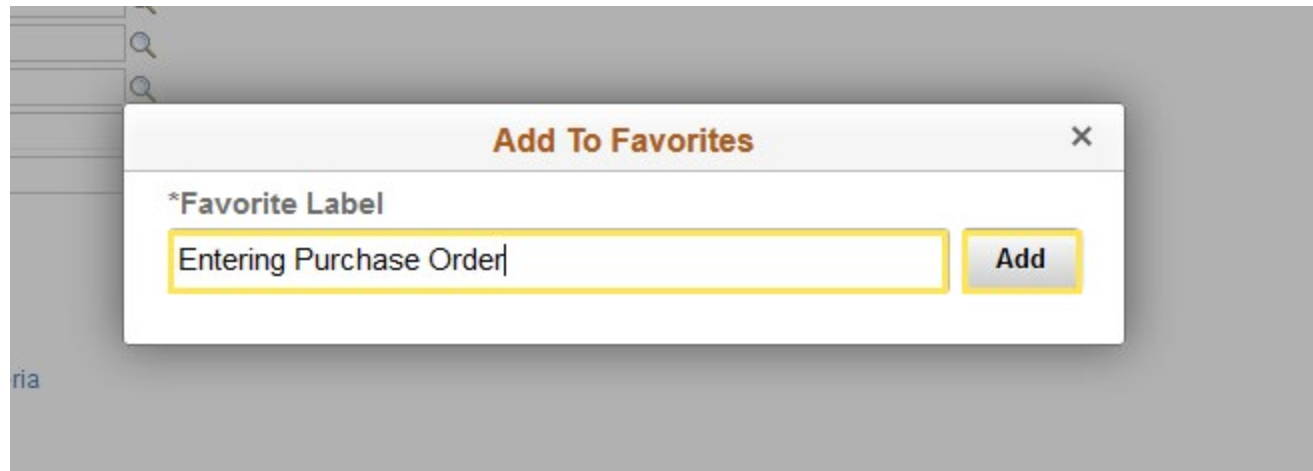 Add To Favorites ×
*Favorite Label
Entering Purchase Order
Add
ria